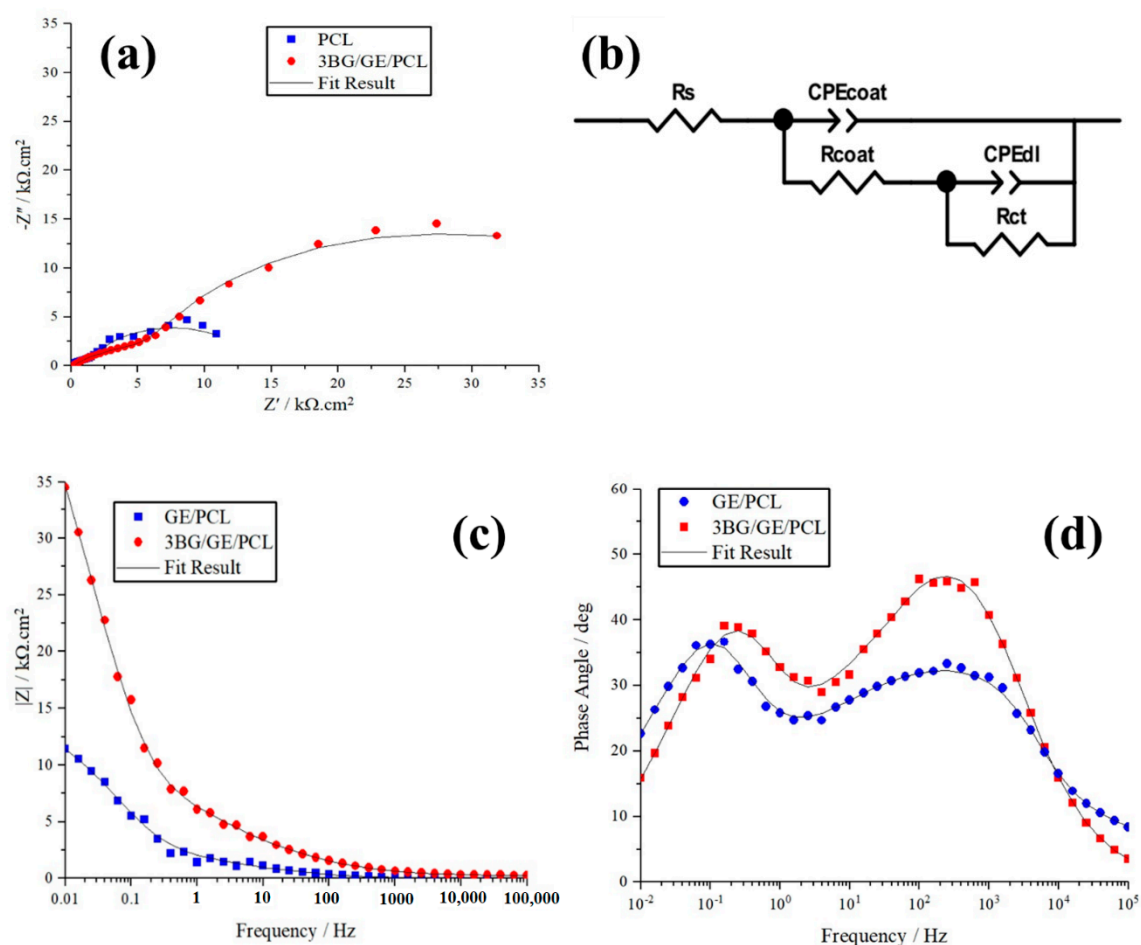 (a)
PCL
3BG/GE/PCL
Fit Result
-Z″ / kΩ.cm²
35
30
25
20
15
10
5
0
0 5 10 15 20 25 30 35
Z′ / kΩ.cm²
(b)
Rs
CPEcoat
Rcoat
CPEdl
Rct
(c)
GE/PCL
3BG/GE/PCL
Fit Result
|Z| / kΩ.cm²
35
30
25
20
15
10
5
0
0.01 0.1 1 10 100 1000 10,000 100,000
Frequency / Hz
(d)
GE/PCL
3BG/GE/PCL
Fit Result
Phase Angle / deg
60
50
40
30
20
10
0
10⁻² 10⁻¹ 10⁰ 10¹ 10² 10³ 10⁴ 10⁵
Frequency / Hz